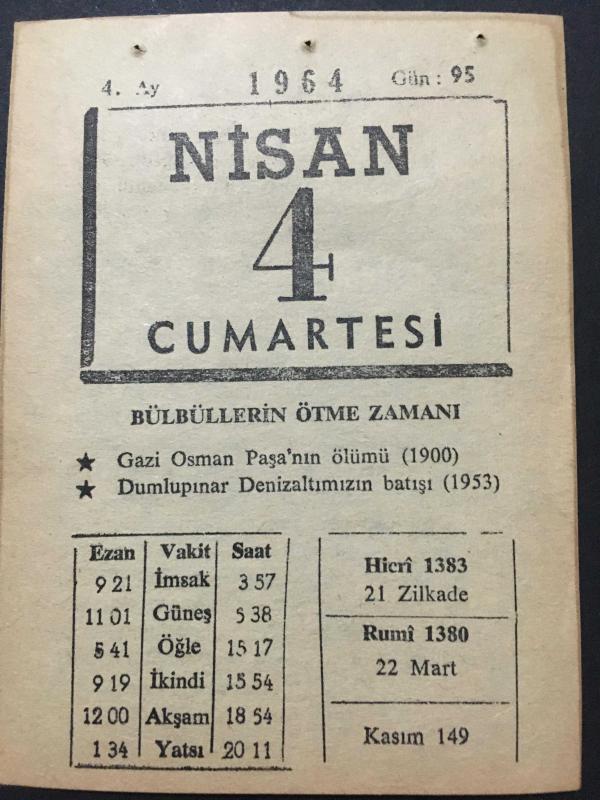 4. Ay 1964 Gün: 95
NİSAN
4
CUMARTESİ
BÜLBÜLLERİN ÖTME ZAMANI
★ Gazi Osman Paşa'nın ölümü (1900)
★ Dumlupınar Denizaltımızın batışı (1953)
Ezan Vakit Saat
9 21 İmsak 3 57
11 01 Güneş 5 38
5 41 Öğle 15 17
9 19 İkindi 15 54
12 00 Akşam 18 54
1 34 Yatsı 20 11
Hicrî 1383
21 Zilkade
Rumî 1380
22 Mart
Kasım 149